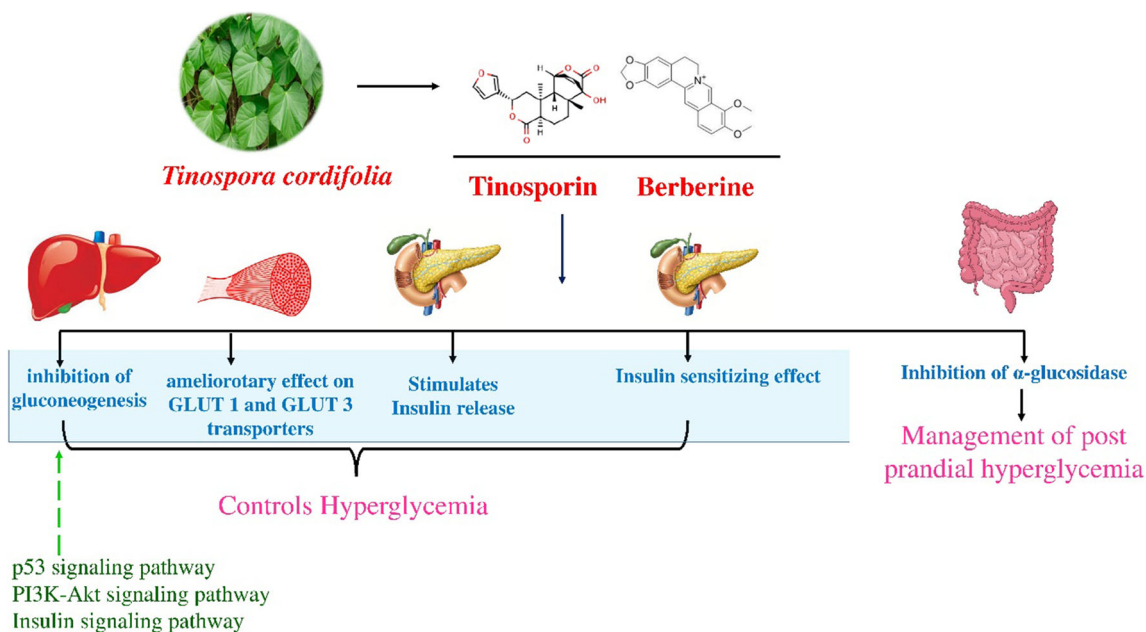 Tinospora cordifolia
O
H
O
O
H
OH
H
O
O
H
O
O
N+
O
O
Tinosporin
Berberine
inhibition of
gluconeogenesis
ameliorotary effect on
GLUT 1 and GLUT 3
transporters
Stimulates
Insulin release
Insulin sensitizing effect
Inhibition of α-glucosidase
Management of post
prandial hyperglycemia
Controls Hyperglycemia
p53 signaling pathway
PI3K-Akt signaling pathway
Insulin signaling pathway